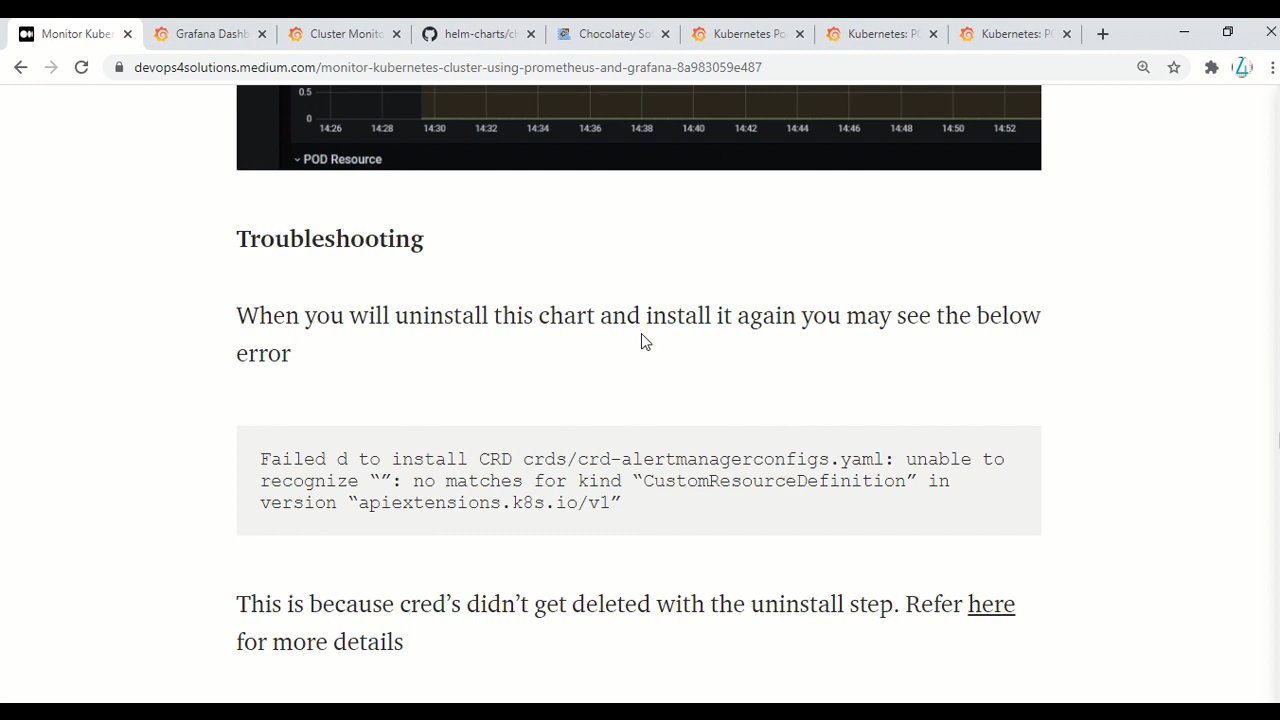 Monitor Kuber
Grafana Dashb
Cluster Monito
helm-charts/ch
Chocolatey So
Kubernetes Po
Kubernetes: PO
Kubernetes: PO
devops4solutions.medium.com/monitor-kubernetes-cluster-using-prometheus-and-grafana-8a983059e487
0.5
0
14:26 14:28 14:30 14:32 14:34 14:36 14:38 14:40 14:42 14:44 14:46 14:48 14:50 14:52
POD Resource
Troubleshooting
When you will uninstall this chart and install it again you may see the below
error
Failed d to install CRD crds/crd-alertmanagerconfigs.yaml: unable to
recognize “”: no matches for kind “CustomResourceDefinition” in
version “apiextensions.k8s.io/v1”
This is because cred’s didn’t get deleted with the uninstall step. Refer here
for more details